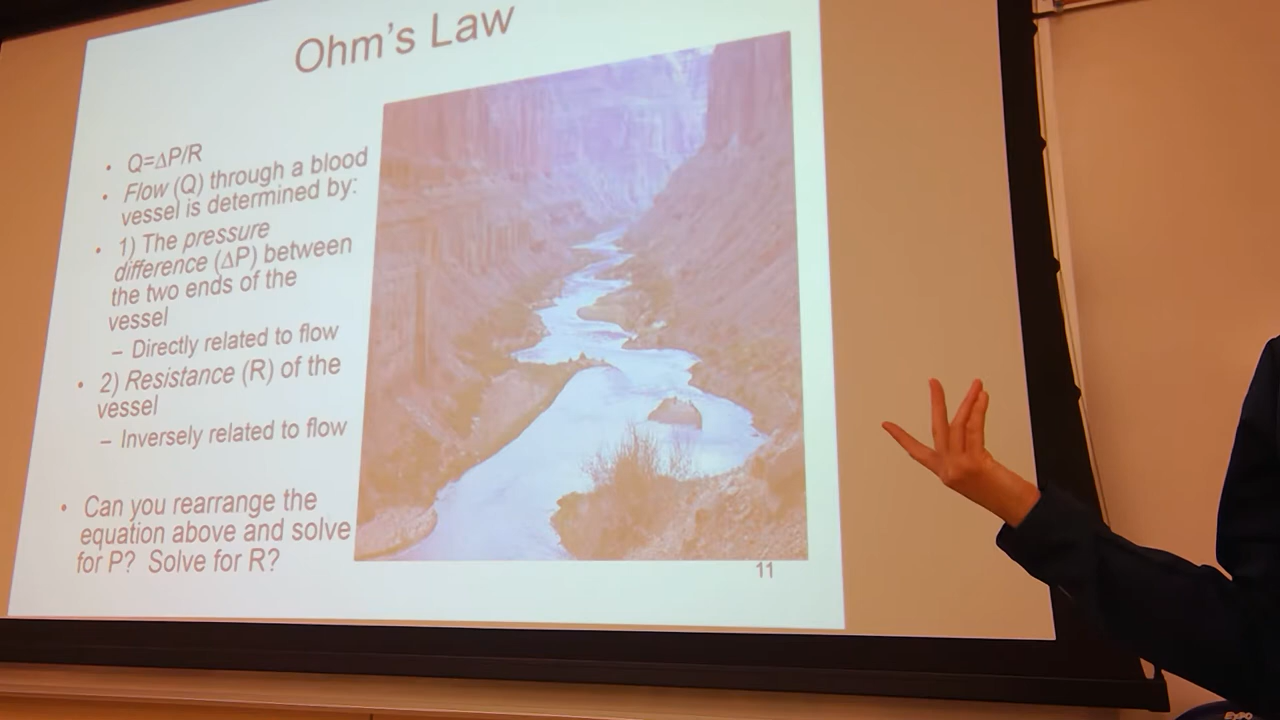 Ohm's Law
• Q=ΔP/R
• Flow (Q) through a blood
vessel is determined by:
• 1) The pressure
difference (ΔP) between
the two ends of the
vessel
– Directly related to flow
• 2) Resistance (R) of the
vessel
– Inversely related to flow
• Can you rearrange the
equation above and solve
for P? Solve for R?
11